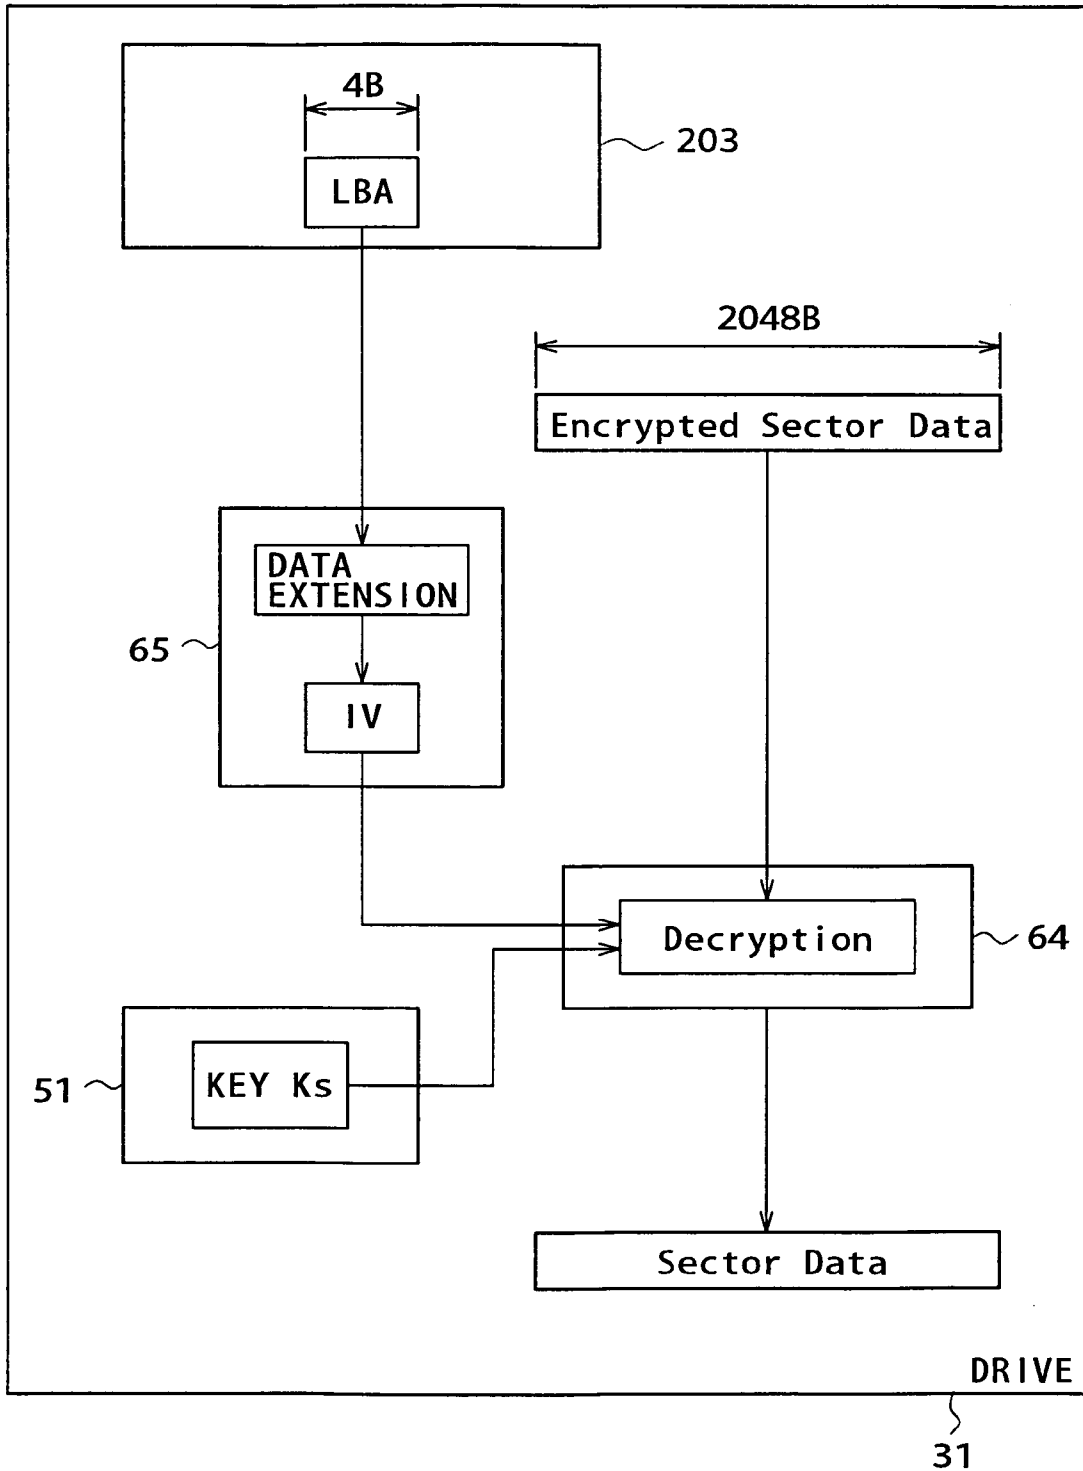 4B
203
LBA
2048B
Encrypted Sector Data
DATA
EXTENSION
65
IV
Decryption
64
51
KEY Ks
Sector Data
DRIVE
31